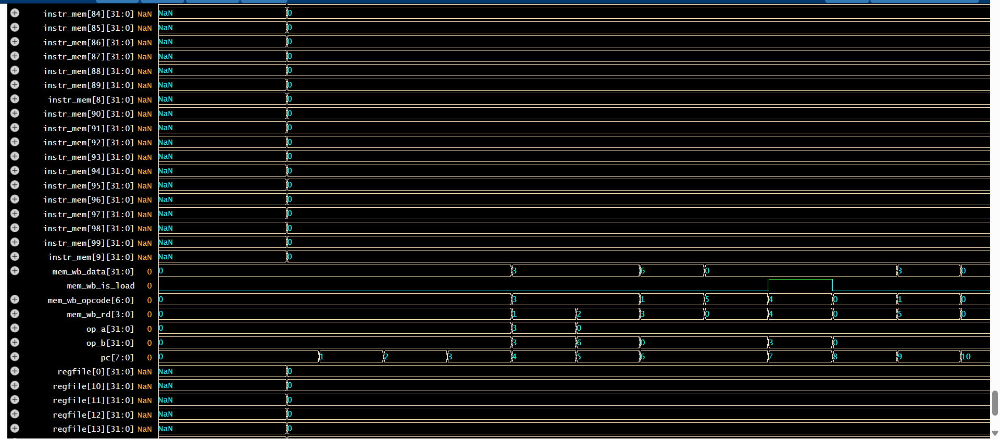 instr_mem[84][31:0] NaN NaN 0
instr_mem[85][31:0] NaN NaN 0
instr_mem[86][31:0] NaN NaN 0
instr_mem[87][31:0] NaN NaN 0
instr_mem[88][31:0] NaN NaN 0
instr_mem[89][31:0] NaN NaN 0
instr_mem[8][31:0] NaN NaN 0
instr_mem[90][31:0] NaN NaN 0
instr_mem[91][31:0] NaN NaN 0
instr_mem[92][31:0] NaN NaN 0
instr_mem[93][31:0] NaN NaN 0
instr_mem[94][31:0] NaN NaN 0
instr_mem[95][31:0] NaN NaN 0
instr_mem[96][31:0] NaN NaN 0
instr_mem[97][31:0] NaN NaN 0
instr_mem[98][31:0] NaN NaN 0
instr_mem[99][31:0] NaN NaN 0
instr_mem[9][31:0] NaN NaN 0
mem_wb_data[31:0] 0 0 3 6 0 3 0
mem_wb_is_load 0
mem_wb_opcode[6:0] 0 0 3 1 5 4 0 1 0
mem_wb_rd[3:0] 0 0 1 2 3 0 4 0 5 0
op_a[31:0] 0 0 3 0
op_b[31:0] 0 0 3 6 0 3 0
pc[7:0] 0 0 1 2 3 4 5 6 7 8 9 10
regfile[0][31:0] NaN NaN 0
regfile[10][31:0] NaN NaN 0
regfile[11][31:0] NaN NaN 0
regfile[12][31:0] NaN NaN 0
regfile[13][31:0] NaN NaN 0